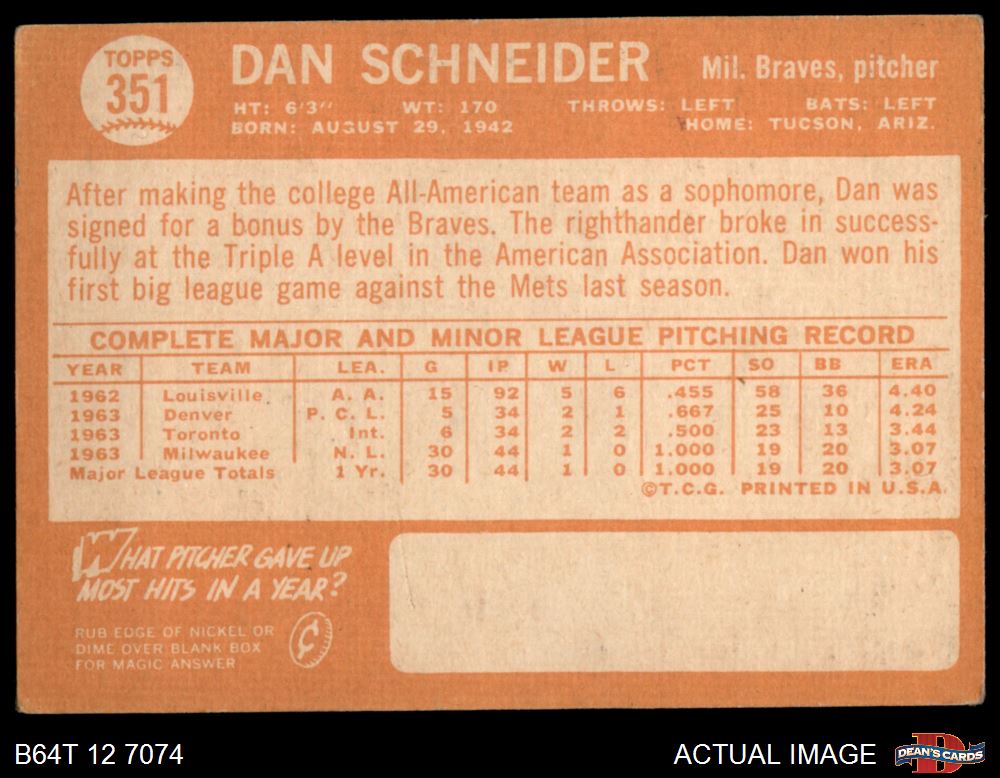 TOPPS
351
DAN SCHNEIDER
Mil. Braves, pitcher
HT: 6'3'' WT: 170 THROWS: LEFT BATS: LEFT
BORN: AUGUST 29, 1942 HOME: TUCSON, ARIZ.
After making the college All-American team as a sophomore, Dan was
signed for a bonus by the Braves. The righthander broke in success-
fully at the Triple A level in the American Association. Dan won his
first big league game against the Mets last season.
COMPLETE MAJOR AND MINOR LEAGUE PITCHING RECORD
YEAR TEAM LEA. G IP W L PCT SO BB ERA
1962 Louisville A. A. 15 92 5 6 .455 58 36 4.40
1963 Denver P. C. L. 5 34 2 1 .667 25 10 4.24
1963 Toronto Int. 6 34 2 2 .500 23 13 3.44
1963 Milwaukee N. L. 30 44 1 0 1.000 19 20 3.07
Major League Totals 1 Yr. 30 44 1 0 1.000 19 20 3.07
©T.C.G. PRINTED IN U.S.A.
WHAT PITCHER GAVE UP
MOST HITS IN A YEAR?
RUB EDGE OF NICKEL OR
DIME OVER BLANK BOX
FOR MAGIC ANSWER
¢
B64T 12 7074
ACTUAL IMAGE
D
DEAN'S CARDS